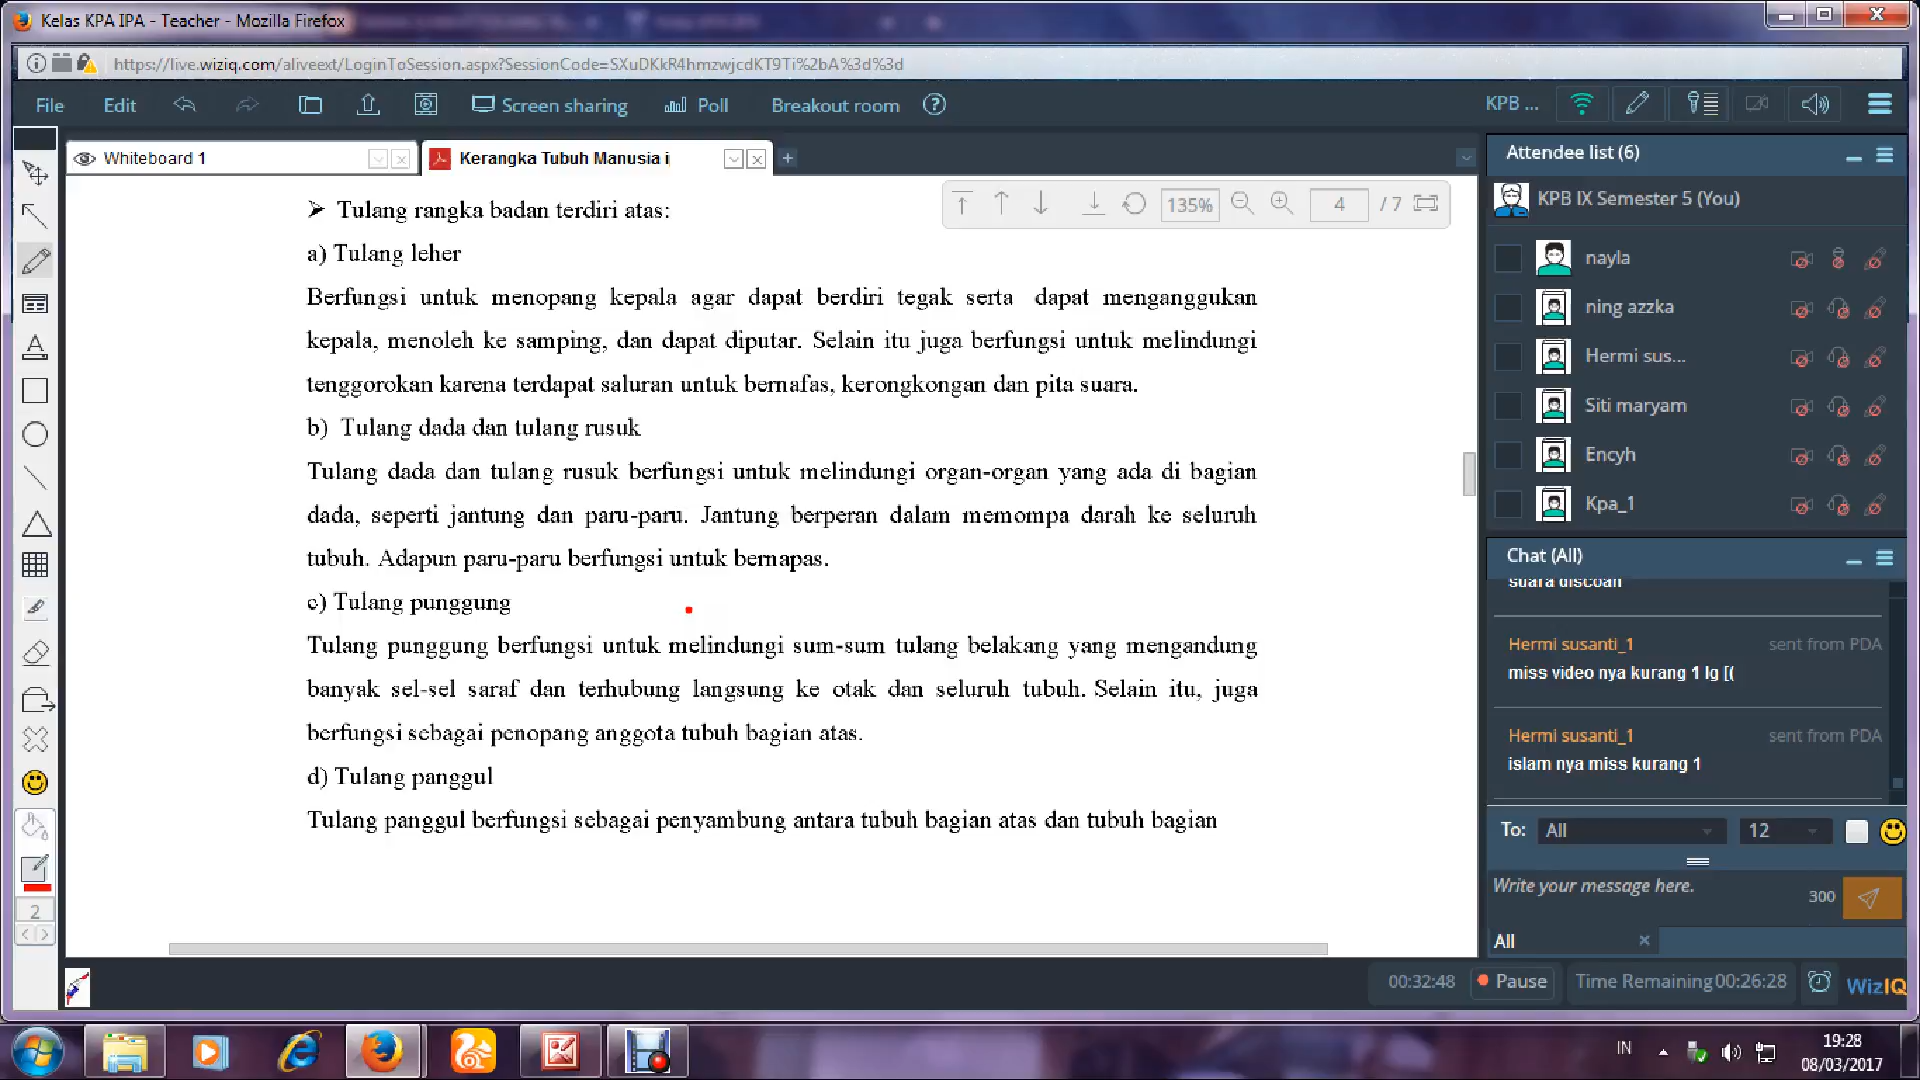 Kelas KPA IPA - Teacher - Mozilla Firefox
https://live.wiziq.com/aliveext/LoginToSession.aspx?SessionCode=SXuDKkR4hmzwjcdKT9Ti%2bA%3d%3d
File Edit Screen sharing Poll Breakout room KPB ...
Whiteboard 1
Kerangka Tubuh Manusia i
135% 4 / 7
➢ Tulang rangka badan terdiri atas:
a) Tulang leher
Berfungsi untuk menopang kepala agar dapat berdiri tegak serta dapat menganggukan
kepala, menoleh ke samping, dan dapat diputar. Selain itu juga berfungsi untuk melindungi
tenggorokan karena terdapat saluran untuk bernafas, kerongkongan dan pita suara.
b) Tulang dada dan tulang rusuk
Tulang dada dan tulang rusuk berfungsi untuk melindungi organ-organ yang ada di bagian
dada, seperti jantung dan paru-paru. Jantung berperan dalam memompa darah ke seluruh
tubuh. Adapun paru-paru berfungsi untuk bernapas.
c) Tulang punggung
Tulang punggung berfungsi untuk melindungi sum-sum tulang belakang yang mengandung
banyak sel-sel saraf dan terhubung langsung ke otak dan seluruh tubuh. Selain itu, juga
berfungsi sebagai penopang anggota tubuh bagian atas.
d) Tulang panggul
Tulang panggul berfungsi sebagai penyambung antara tubuh bagian atas dan tubuh bagian
2
Attendee list (6)
KPB IX Semester 5 (You)
nayla
ning azzka
Hermi sus...
Siti maryam
Encyh
Kpa_1
Chat (All)
Hermi susanti_1 sent from PDA
miss video nya kurang 1 lg [(
Hermi susanti_1 sent from PDA
islam nya miss kurang 1
To: All 12
Write your message here. 300
All
00:32:48 Pause Time Remaining 00:26:28 WizIQ
IN 19:28
08/03/2017